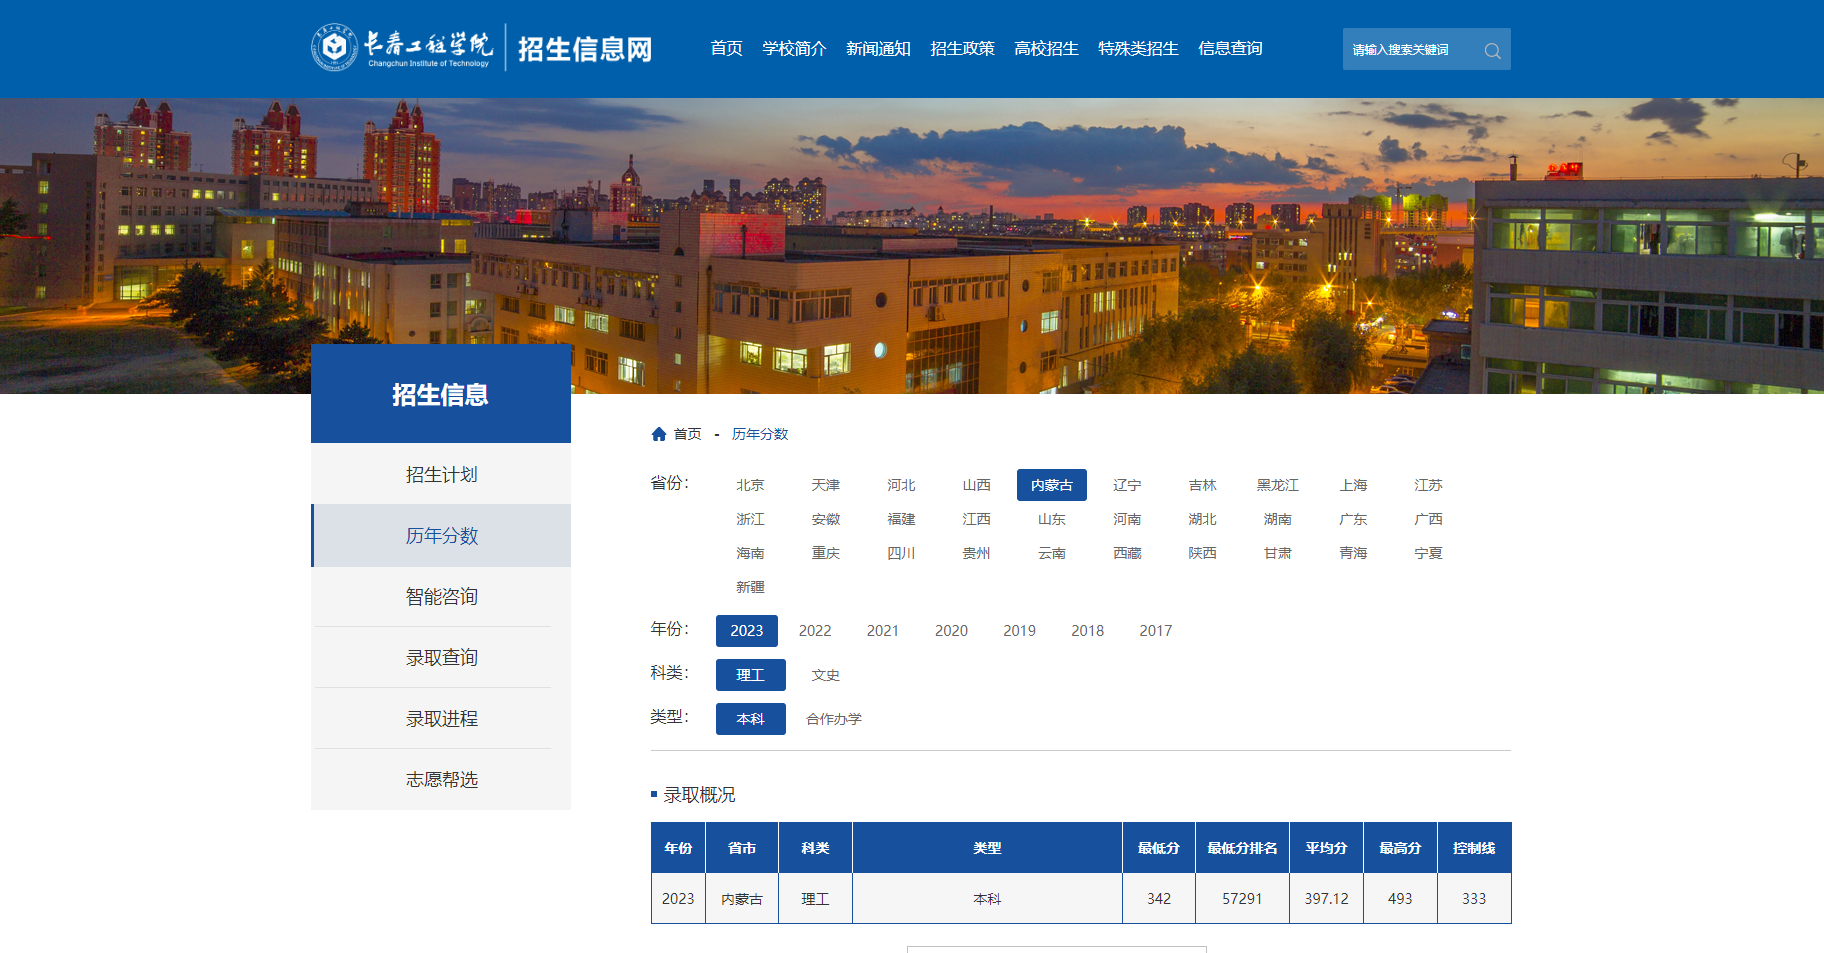 长春工程学院
Changchun Institute of Technology
招生信息网
首页 学校简介 新闻通知 招生政策 高校招生 特殊类招生 信息查询
请输入搜索关键词
招生信息
招生计划
历年分数
智能咨询
录取查询
录取进程
志愿帮选
首页 - 历年分数
省份： 北京 天津 河北 山西 内蒙古 辽宁 吉林 黑龙江 上海 江苏
浙江 安徽 福建 江西 山东 河南 湖北 湖南 广东 广西
海南 重庆 四川 贵州 云南 西藏 陕西 甘肃 青海 宁夏
新疆
年份： 2023 2022 2021 2020 2019 2018 2017
科类： 理工 文史
类型： 本科 合作办学
录取概况
年份 省市 科类 类型 最低分 最低分排名 平均分 最高分 控制线
2023 内蒙古 理工 本科 342 57291 397.12 493 333